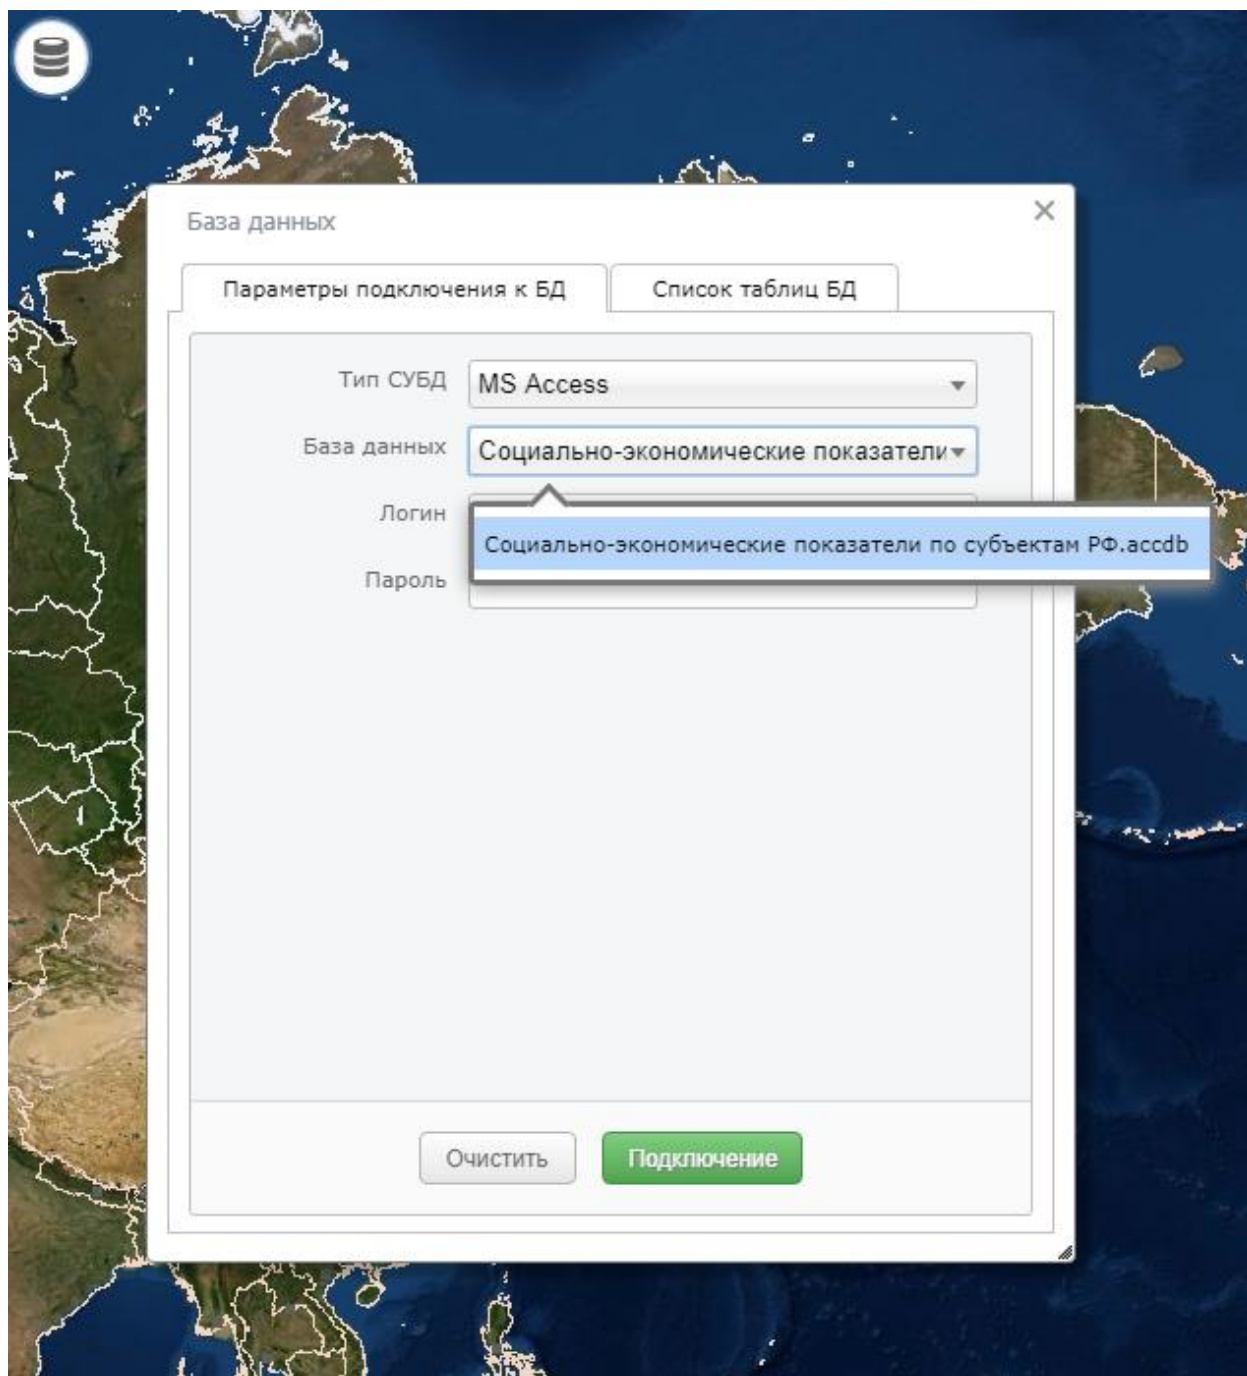 База данных
Параметры подключения к БД
Список таблиц БД
Тип СУБД
MS Access
База данных
Социально-экономические показатели
Логин
Социально-экономические показатели по субъектам РФ.accdb
Пароль
Очистить
Подключение